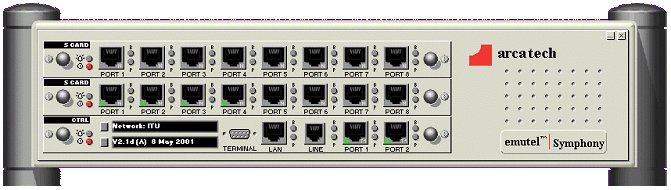 S CARD
PORT 1 PORT 2 PORT 3 PORT 4 PORT 5 PORT 6 PORT 7 PORT 8
S CARD
PORT 1 PORT 2 PORT 3 PORT 4 PORT 5 PORT 6 PORT 7 PORT 8
CTRL
Network: ITU
V2.1d(A) 8 May 2001
TERMINAL LAN LINE PORT 1 PORT 2
arcatech
emutel™ Symphony